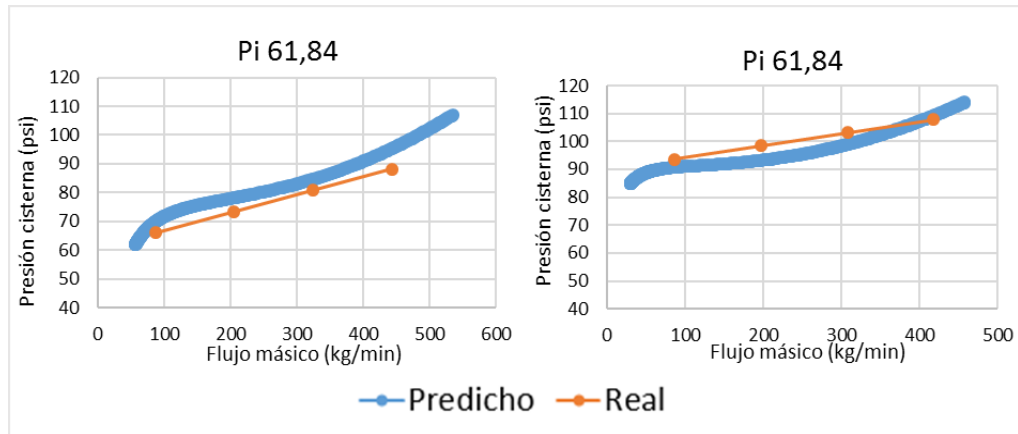 Pi 61,84
Presión cisterna (psi)
120
110
100
90
80
70
60
50
40
0 100 200 300 400 500 600
Flujo másico (kg/min)
Pi 61,84
Presión cisterna (psi)
120
110
100
90
80
70
60
50
40
0 100 200 300 400 500
Flujo másico (kg/min)
Predicho Real